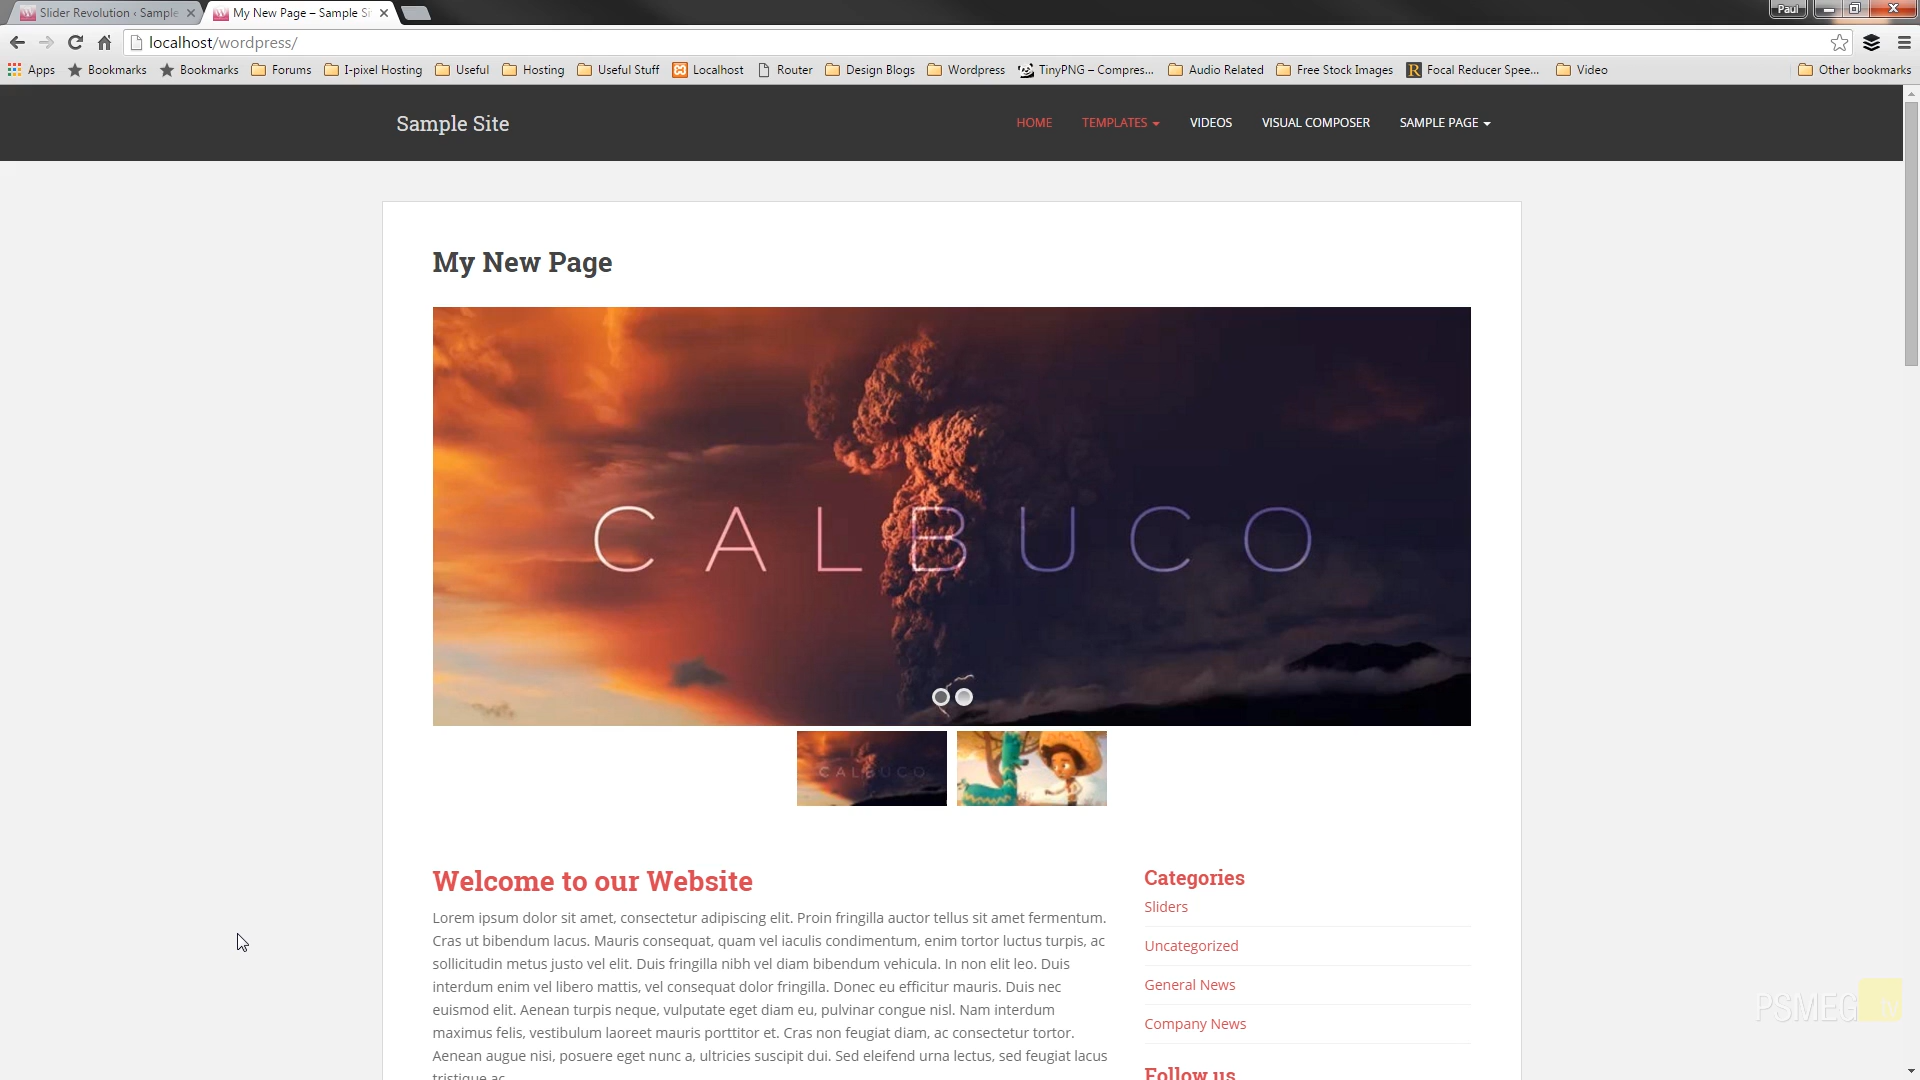 Slider Revolution ‹ Sample
My New Page – Sample Si
Paul
localhost/wordpress/
Apps
Bookmarks
Bookmarks
Forums
I-pixel Hosting
Useful
Hosting
Useful Stuff
Localhost
Router
Design Blogs
Wordpress
TinyPNG – Compres...
Audio Related
Free Stock Images
R
Focal Reducer Spee...
Video
Other bookmarks
Sample Site
HOME
TEMPLATES
VIDEOS
VISUAL COMPOSER
SAMPLE PAGE
My New Page
CALBUCO
CALBUCO
Welcome to our Website
Lorem ipsum dolor sit amet, consectetur adipiscing elit. Proin fringilla auctor tellus sit amet fermentum.
Cras ut bibendum lacus. Mauris consequat, quam vel iaculis condimentum, enim tortor luctus turpis, ac
sollicitudin metus justo vel elit. Duis fringilla nibh vel diam bibendum vehicula. In non elit leo. Duis
interdum enim vel libero mattis, vel consequat dolor fringilla. Donec eu efficitur mauris. Duis nec
euismod elit. Aenean turpis neque, vulputate eget diam eu, pulvinar congue nisl. Nam interdum
maximus felis, vestibulum laoreet mauris porttitor et. Cras non feugiat diam, ac consectetur tortor.
Aenean augue nisi, posuere eget nunc a, ultricies suscipit dui. Sed eleifend urna lectus, sed feugiat lacus
tristique ac
Categories
Sliders
Uncategorized
General News
Company News
Follow us
PSMEG TV